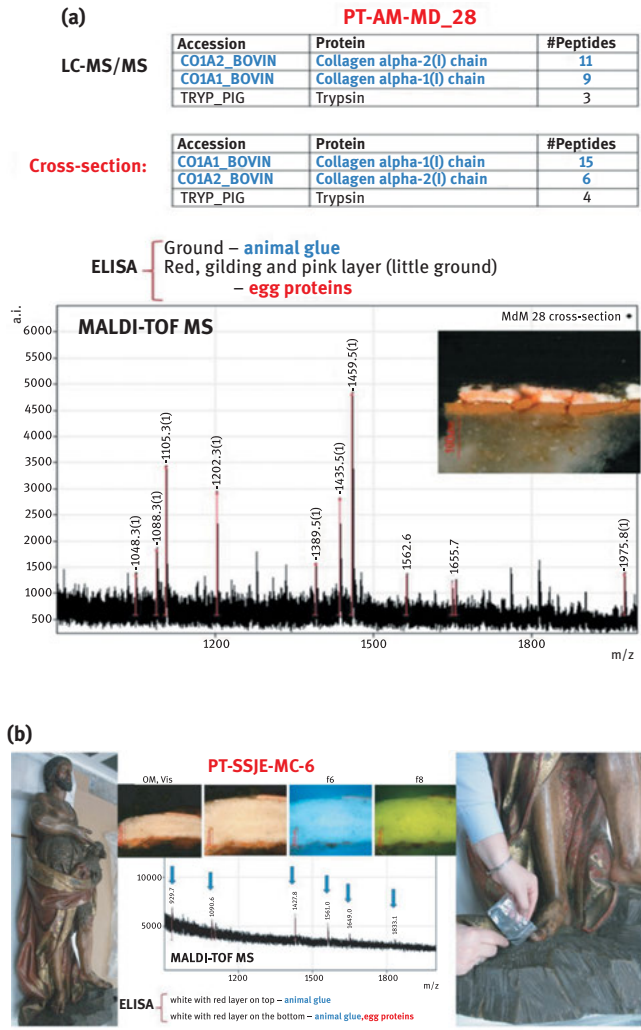 (a)
PT-AM-MD_28
LC-MS/MS
Accession Protein #Peptides
CO1A2_BOVIN Collagen alpha-2(I) chain 11
CO1A1_BOVIN Collagen alpha-1(I) chain 9
TRYP_PIG Trypsin 3
Cross-section:
Accession Protein #Peptides
CO1A1_BOVIN Collagen alpha-1(I) chain 15
CO1A2_BOVIN Collagen alpha-2(I) chain 6
TRYP_PIG Trypsin 4
ELISA
Ground – animal glue
Red, gilding and pink layer (little ground)
– egg proteins
a.i.
MALDI-TOF MS
MdM 28 cross-section
6000
5500
5000
4500
4000
3500
3000
2500
2000
1500
1000
500
-1048.3(1)
-1088.3(1)
-1105.3(1)
-1202.3(1)
-1389.5(1)
-1435.5(1)
-1459.5(1)
1562.6
1655.7
-1975.8(1)
1200 1500 1800
m/z
(b)
PT-SSJE-MC-6
OM, Vis f6 f8
10000
5000
929.7
1090.6
1427.8
1561.0
1649.0
1833.1
MALDI-TOF MS
1200 1400 1600 1800
m/z
ELISA
white with red layer on top – animal glue
white with red layer on the bottom – animal glue,egg proteins